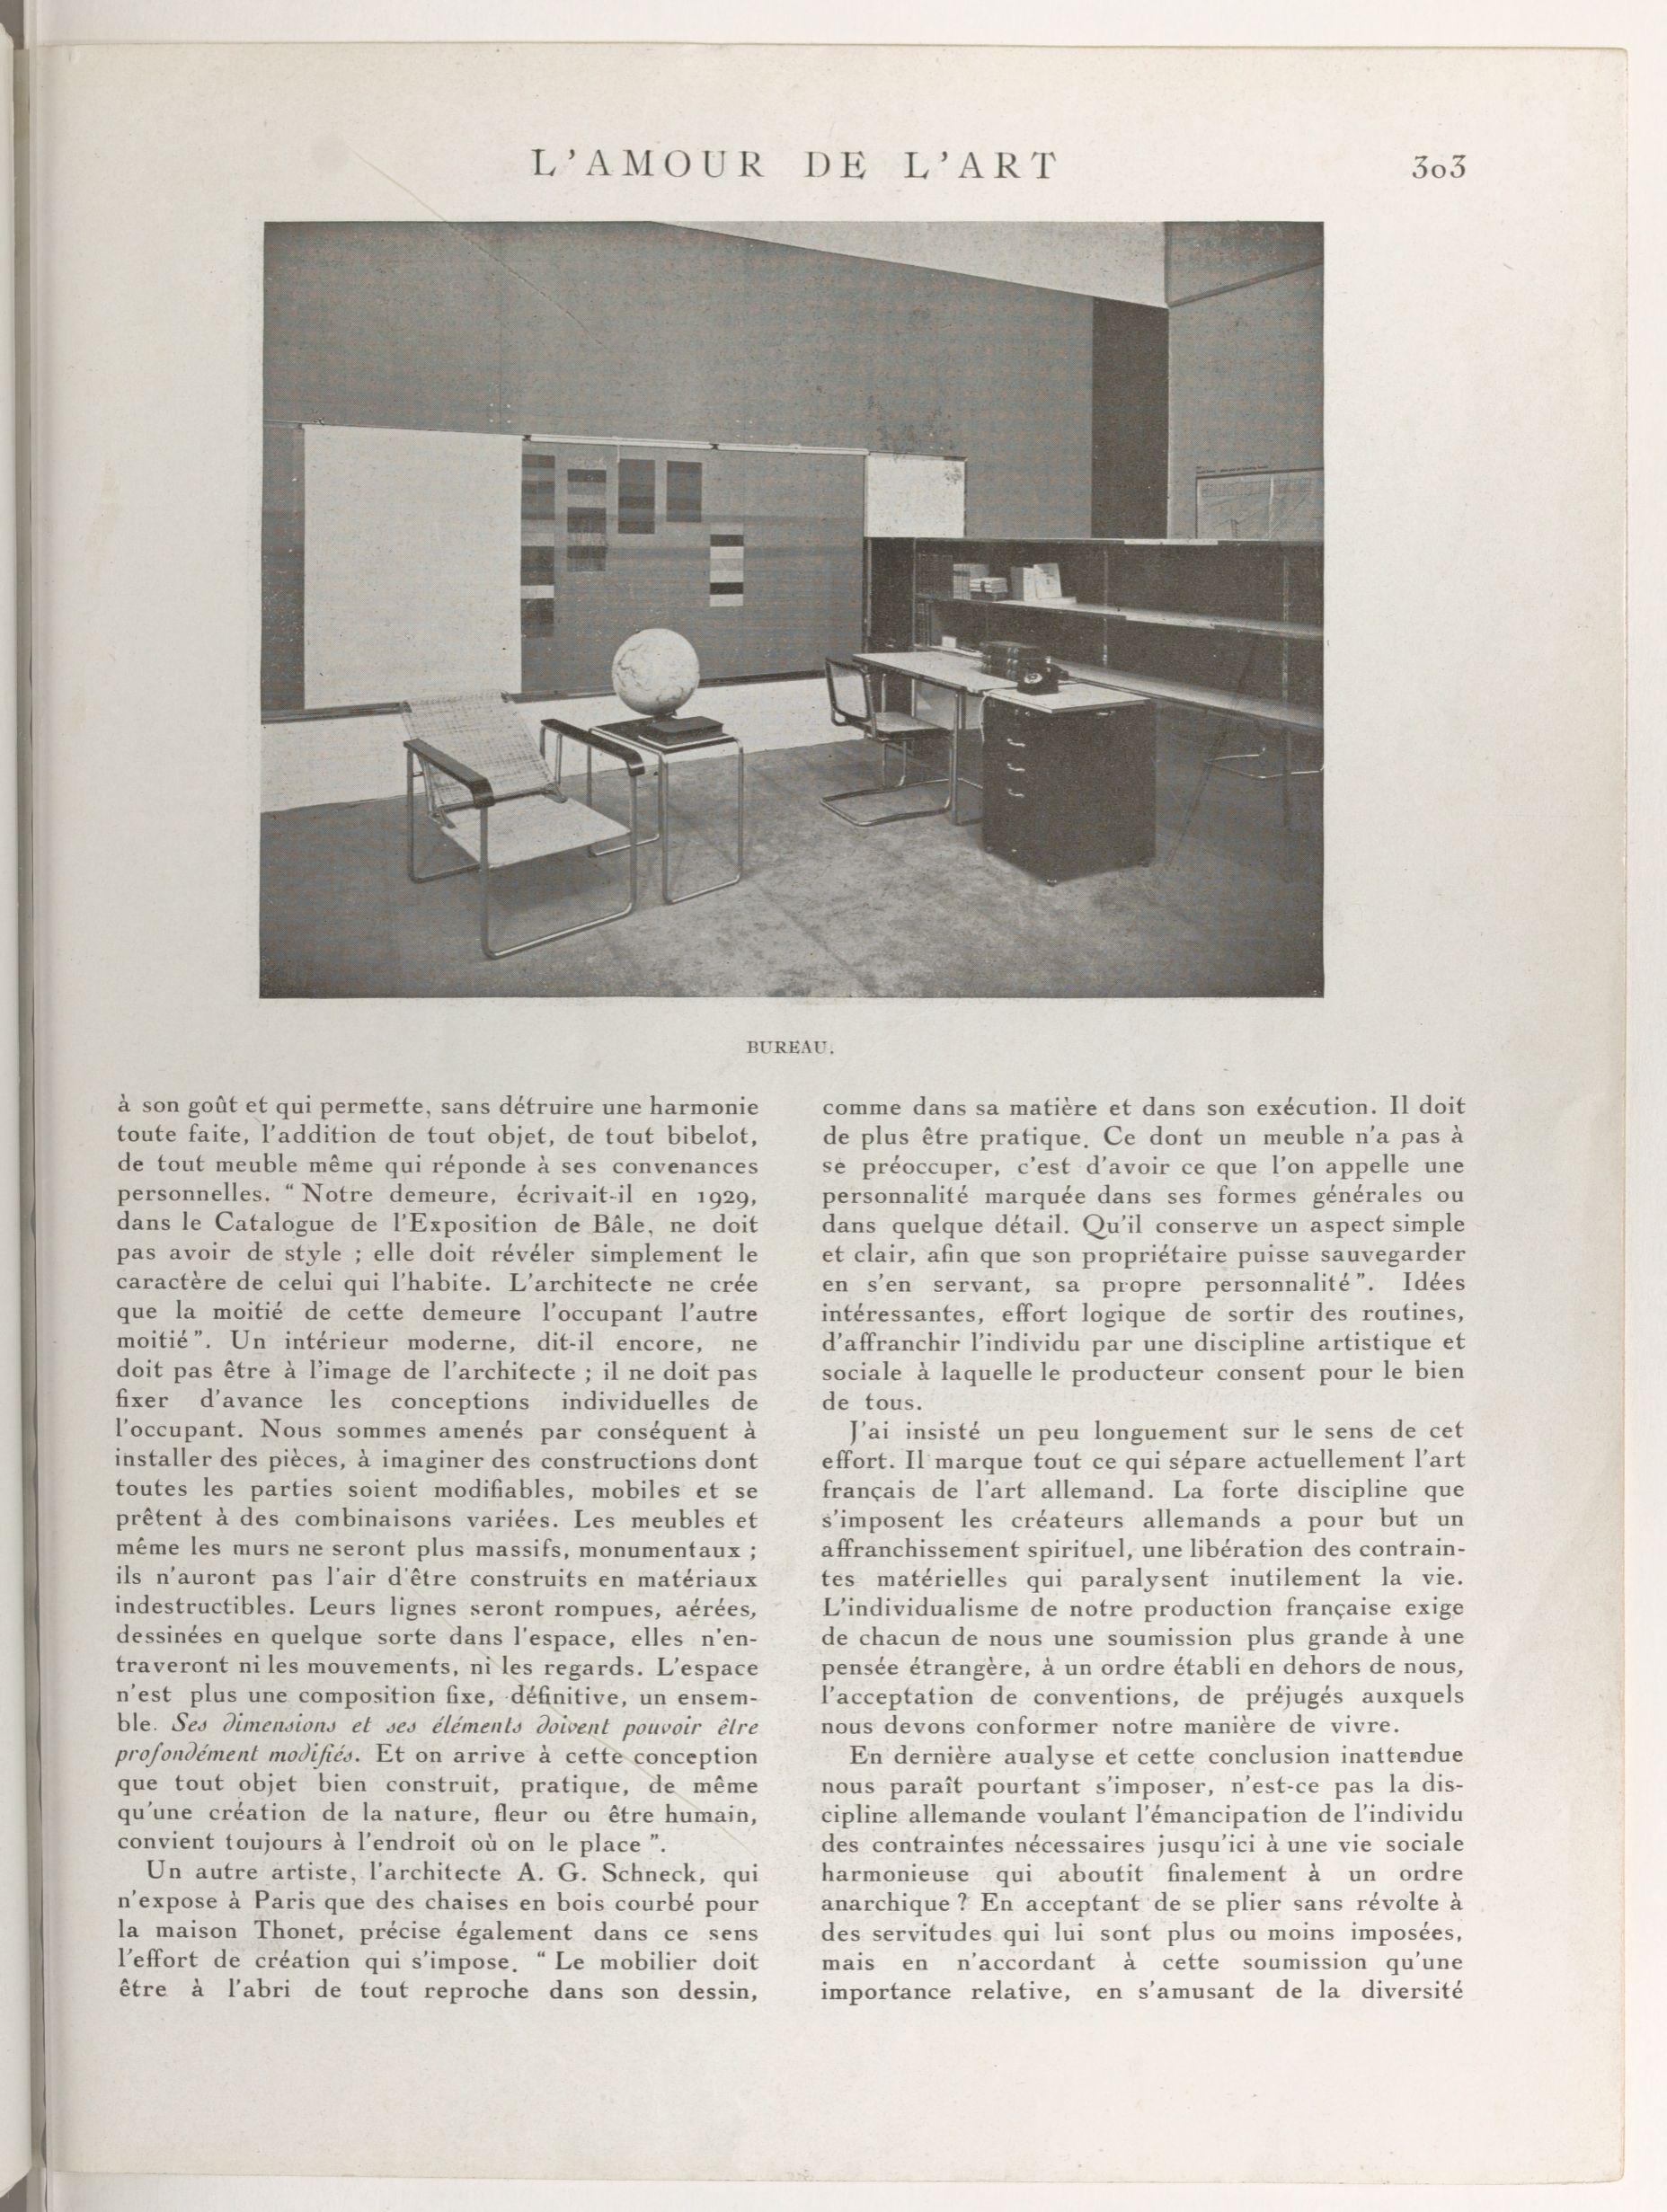 L'AMOUR DE L'ART
303
BUREAU.
à son goût et qui permette, sans détruire une harmonie
toute faite, l'addition de tout objet, de tout bibelot,
de tout meuble même qui réponde à ses convenances
personnelles. “ Notre demeure, écrivait-il en 1929,
dans le Catalogue de l'Exposition de Bâle, ne doit
pas avoir de style ; elle doit révéler simplement le
caractère de celui qui l'habite. L'architecte ne crée
que la moitié de cette demeure l'occupant l'autre
moitié ”. Un intérieur moderne, dit-il encore, ne
doit pas être à l'image de l'architecte ; il ne doit pas
fixer d'avance les conceptions individuelles de
l'occupant. Nous sommes amenés par conséquent à
installer des pièces, à imaginer des constructions dont
toutes les parties soient modifiables, mobiles et se
prêtent à des combinaisons variées. Les meubles et
même les murs ne seront plus massifs, monumentaux ;
ils n'auront pas l'air d'être construits en matériaux
indestructibles. Leurs lignes seront rompues, aérées,
dessinées en quelque sorte dans l'espace, elles n'en-
traveront ni les mouvements, ni les regards. L'espace
n'est plus une composition fixe, définitive, un ensem-
ble. Ses dimensions et ses éléments doivent pouvoir être
profondément modifiés. Et on arrive à cette conception
que tout objet bien construit, pratique, de même
qu'une création de la nature, fleur ou être humain,
convient toujours à l'endroit où on le place ”.
Un autre artiste, l'architecte A. G. Schneck, qui
n'expose à Paris que des chaises en bois courbé pour
la maison Thonet, précise également dans ce sens
l'effort de création qui s'impose. “ Le mobilier doit
être à l'abri de tout reproche dans son dessin,
comme dans sa matière et dans son exécution. Il doit
de plus être pratique. Ce dont un meuble n'a pas à
se préoccuper, c'est d'avoir ce que l'on appelle une
personnalité marquée dans ses formes générales ou
dans quelque détail. Qu'il conserve un aspect simple
et clair, afin que son propriétaire puisse sauvegarder
en s'en servant, sa propre personnalité ”. Idées
intéressantes, effort logique de sortir des routines,
d'affranchir l'individu par une discipline artistique et
sociale à laquelle le producteur consent pour le bien
de tous.
J'ai insisté un peu longuement sur le sens de cet
effort. Il marque tout ce qui sépare actuellement l'art
français de l'art allemand. La forte discipline que
s'imposent les créateurs allemands a pour but un
affranchissement spirituel, une libération des contrain-
tes matérielles qui paralysent inutilement la vie.
L'individualisme de notre production française exige
de chacun de nous une soumission plus grande à une
pensée étrangère, à un ordre établi en dehors de nous,
l'acceptation de conventions, de préjugés auxquels
nous devons conformer notre manière de vivre.
En dernière aualyse et cette conclusion inattendue
nous paraît pourtant s'imposer, n'est-ce pas la dis-
cipline allemande voulant l'émancipation de l'individu
des contraintes nécessaires jusqu'ici à une vie sociale
harmonieuse qui aboutit finalement à un ordre
anarchique ? En acceptant de se plier sans révolte à
des servitudes qui lui sont plus ou moins imposées,
mais en n'accordant à cette soumission qu'une
importance relative, en s'amusant de la diversité